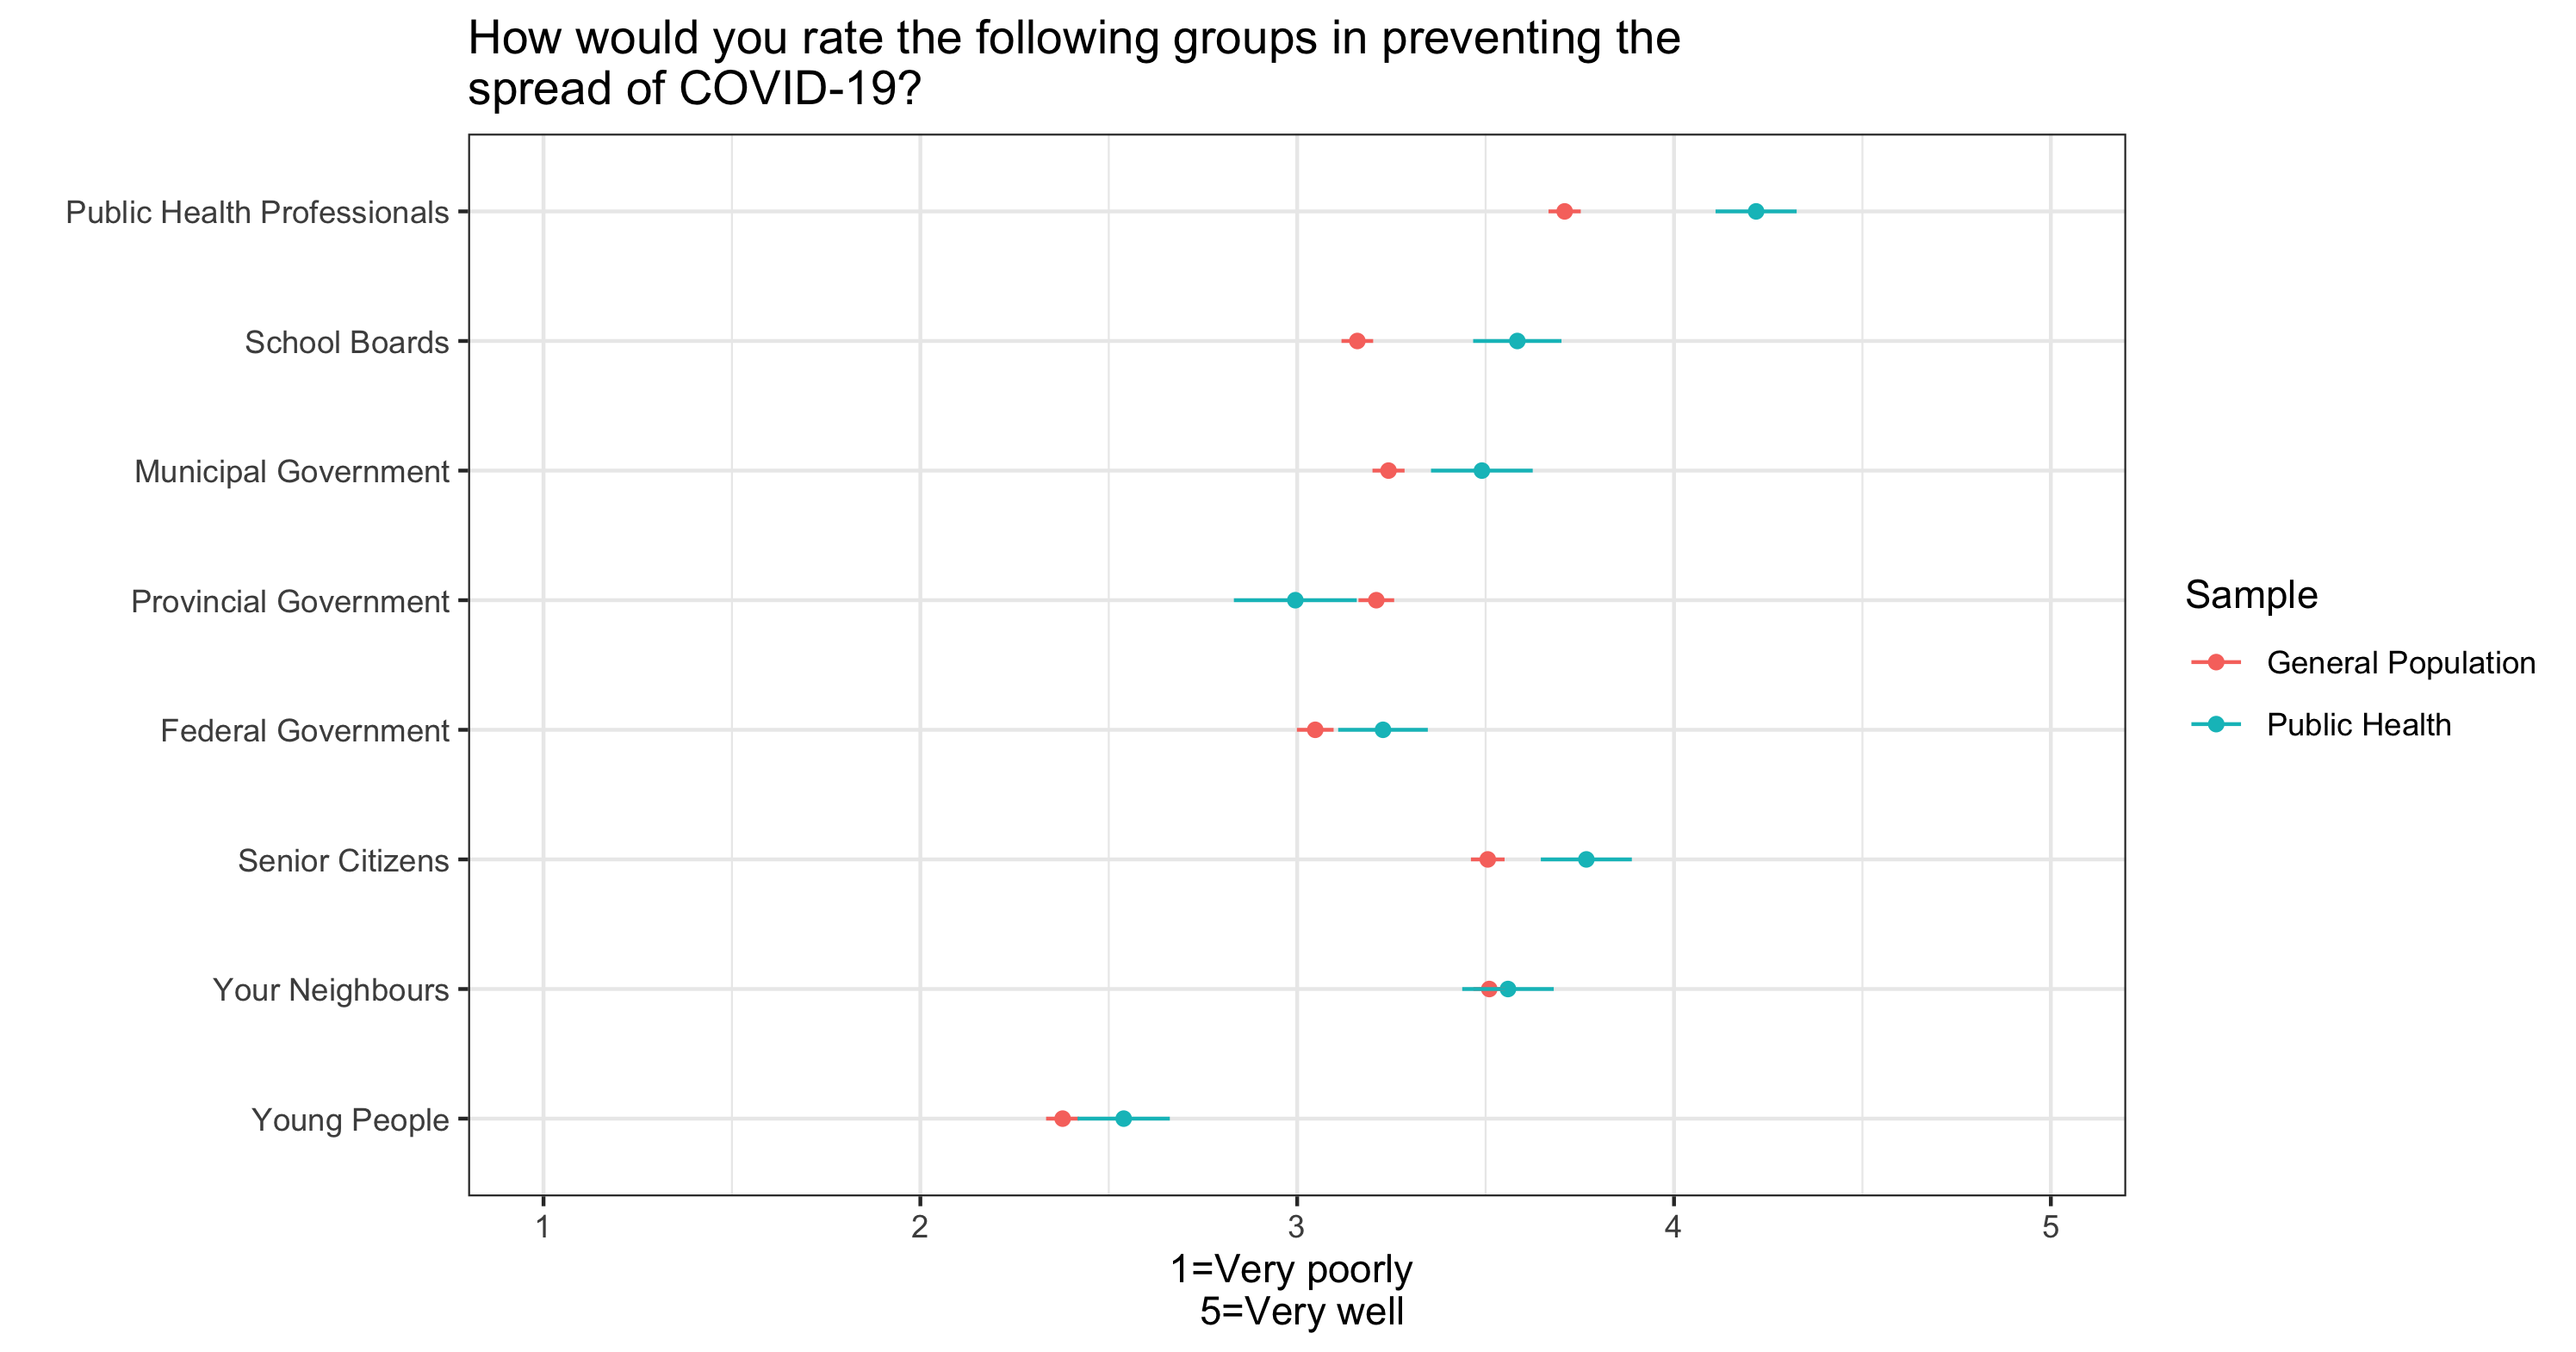 How would you rate the following groups in preventing the
spread of COVID-19?
Public Health Professionals
School Boards
Municipal Government
Provincial Government
Federal Government
Senior Citizens
Your Neighbours
Young People
1 2 3 4 5
1=Very poorly
5=Very well
Sample
General Population
Public Health